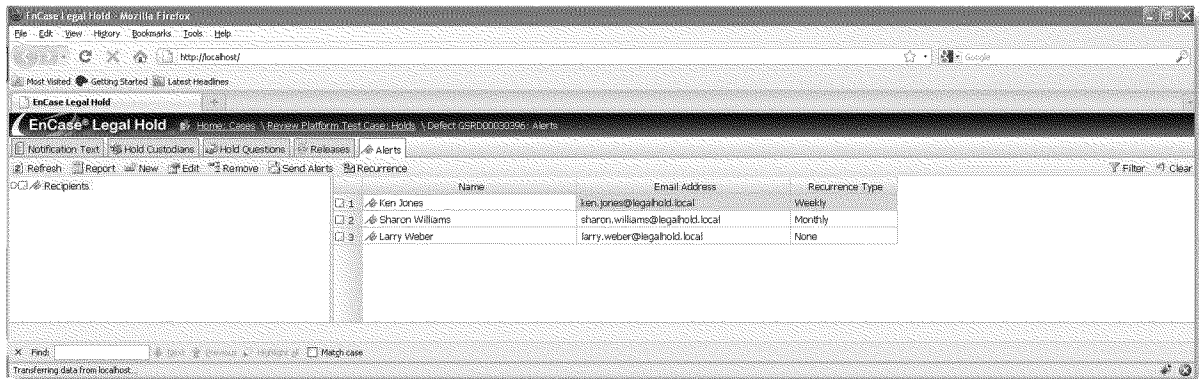 EnCase Legal Hold - Mozilla Firefox
File Edit View History Bookmarks Tools Help
http://localhost/
Google
Most Visited Getting Started Latest Headlines
EnCase Legal Hold
EnCase® Legal Hold Home: Cases \ Review Platform Test Case: Holds \ Defect GSRD00030396: Alerts
Notification Text Hold Custodians Hold Questions Releases Alerts
Refresh Report New Edit Remove Send Alerts Recurrence Filter Clear
Recipients
Name Email Address Recurrence Type
1 Ken Jones ken.jones@legalhold.local Weekly
2 Sharon Williams sharon.williams@legalhold.local Monthly
3 Larry Weber larry.weber@legalhold.local None
Find: Next Previous Highlight all Match case
Transferring data from localhost...